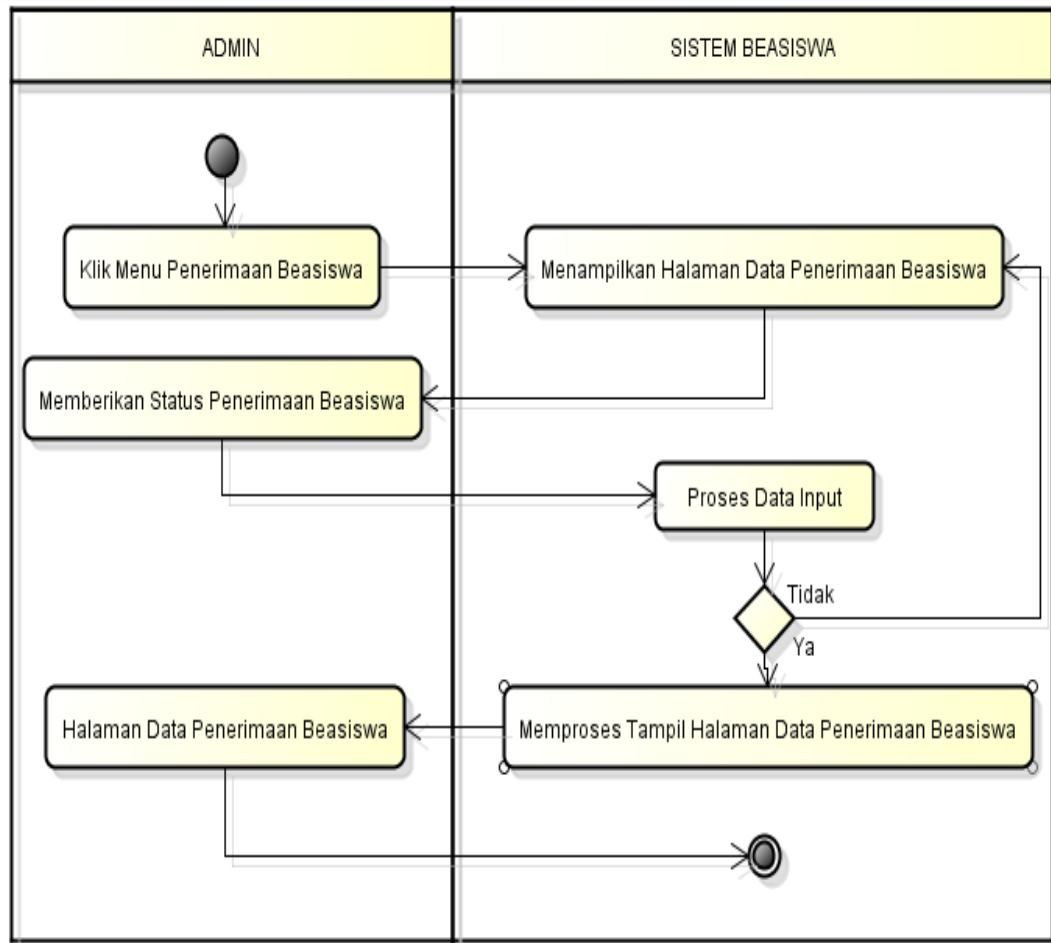 ADMIN
SISTEM BEASISWA
Klik Menu Penerimaan Beasiswa
Menampilkan Halaman Data Penerimaan Beasiswa
Memberikan Status Penerimaan Beasiswa
Proses Data Input
Tidak
Ya
Halaman Data Penerimaan Beasiswa
Memproses Tampil Halaman Data Penerimaan Beasiswa